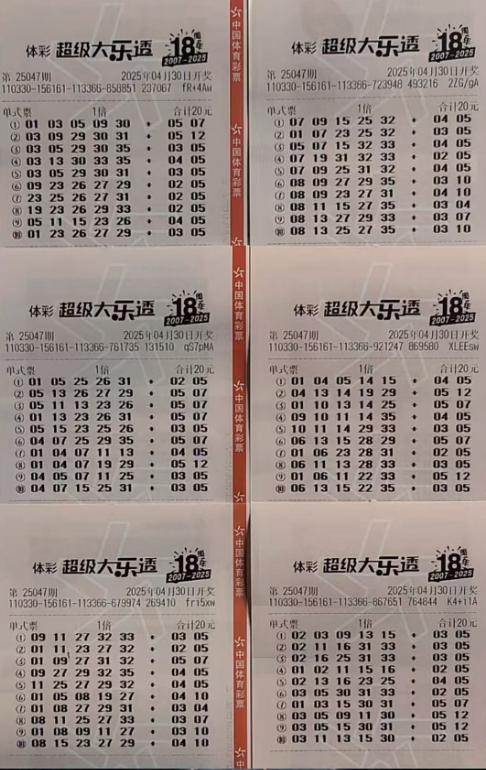 体彩 超级大乐透 18周年 2007-2025
第 25047期 2025年04月30日开奖
110330-156161-113366-858851 237067 fR+4Aw
单式票 1倍 合计20元
① 01 03 05 09 30 ♦ 05 07
② 03 09 29 30 31 ♦ 05 12
③ 03 05 29 30 35 ♦ 03 05
④ 03 13 30 33 35 ♦ 04 05
⑤ 03 05 29 30 31 ♦ 03 05
⑥ 09 23 26 27 29 ♦ 02 05
⑦ 23 25 26 27 31 ♦ 02 05
⑧ 19 23 26 29 33 ♦ 02 05
⑨ 05 11 15 23 26 ♦ 04 05
⑩ 01 23 26 27 29 ♦ 03 05
中国体育彩票
中国体育彩票
体彩 超级大乐透 18周年 2007-2025
第 25047期 2025年04月30日开奖
110330-156161-113366-723948 493216 2ZG/gA
单式票 1倍 合计20元
① 07 09 15 25 32 ♦ 04 05
② 01 07 23 25 32 ♦ 03 05
③ 05 07 15 32 33 ♦ 04 05
④ 07 19 31 32 33 ♦ 02 05
⑤ 07 09 25 31 32 ♦ 04 05
⑥ 08 09 27 29 35 ♦ 03 10
⑦ 08 09 23 27 31 ♦ 04 10
⑧ 08 11 15 27 35 ♦ 03 04
⑨ 08 13 27 29 33 ♦ 03 07
⑩ 08 13 25 27 35 ♦ 03 10
体彩 超级大乐透 18周年 2007-2025
第 25047期 2025年04月30日开奖
110330-156161-113366-761735 131510 qS7pMA
单式票 1倍 合计20元
① 01 05 25 26 31 ♦ 02 05
② 05 13 26 27 29 ♦ 05 07
③ 05 11 13 23 26 ♦ 05 07
④ 01 13 23 26 31 ♦ 05 07
⑤ 05 15 23 25 26 ♦ 03 05
⑥ 04 07 25 29 35 ♦ 05 07
⑦ 01 04 07 11 13 ♦ 04 05
⑧ 01 04 07 19 29 ♦ 05 12
⑨ 04 05 07 11 25 ♦ 03 05
⑩ 04 07 15 25 31 ♦ 03 05
中国体育彩票
中国体育彩票
体彩 超级大乐透 18周年 2007-2025
第 25047期 2025年04月30日开奖
110330-156161-113366-921247 869580 XLEEsw
单式票 1倍 合计20元
① 01 04 05 14 15 ♦ 04 05
② 04 13 14 19 29 ♦ 05 12
③ 01 10 13 14 25 ♦ 05 07
④ 09 10 11 14 35 ♦ 04 05
⑤ 10 11 14 29 33 ♦ 03 05
⑥ 06 13 15 28 29 ♦ 05 07
⑦ 01 06 23 28 31 ♦ 02 05
⑧ 06 11 13 28 33 ♦ 03 05
⑨ 01 06 11 22 33 ♦ 05 12
⑩ 06 13 15 22 35 ♦ 03 05
体彩 超级大乐透 18周年 2007-2025
第 25047期 2025年04月30日开奖
110330-156161-113366-679974 269410 fri5xw
单式票 1倍 合计20元
① 09 11 27 32 33 ♦ 03 05
② 01 11 23 27 32 ♦ 02 05
③ 01 09 27 31 32 ♦ 05 07
④ 09 27 29 32 35 ♦ 04 05
⑤ 11 25 27 29 32 ♦ 04 05
⑥ 01 05 08 19 27 ♦ 04 10
⑦ 01 08 27 29 31 ♦ 03 04
⑧ 08 11 25 27 33 ♦ 03 07
⑨ 01 08 09 11 27 ♦ 03 10
⑩ 08 15 23 27 29 ♦ 04 10
中国体育彩票
中国体育彩票
中
体彩 超级大乐透 18周年 2007-2025
第 25047期 2025年04月30日开奖
110330-156161-113366-867651 764844 K4+i1A
单式票 1倍 合计20元
① 02 03 09 13 15 ♦ 03 05
② 02 11 16 31 33 ♦ 03 05
③ 02 16 25 31 33 ♦ 03 05
④ 01 02 11 15 16 ♦ 02 05
⑤ 02 13 16 23 25 ♦ 04 05
⑥ 03 05 30 31 33 ♦ 02 05
⑦ 01 03 15 30 31 ♦ 05 07
⑧ 03 05 09 11 30 ♦ 05 12
⑨ 03 05 15 30 31 ♦ 05 12
⑩ 03 11 13 15 30 ♦ 02 05